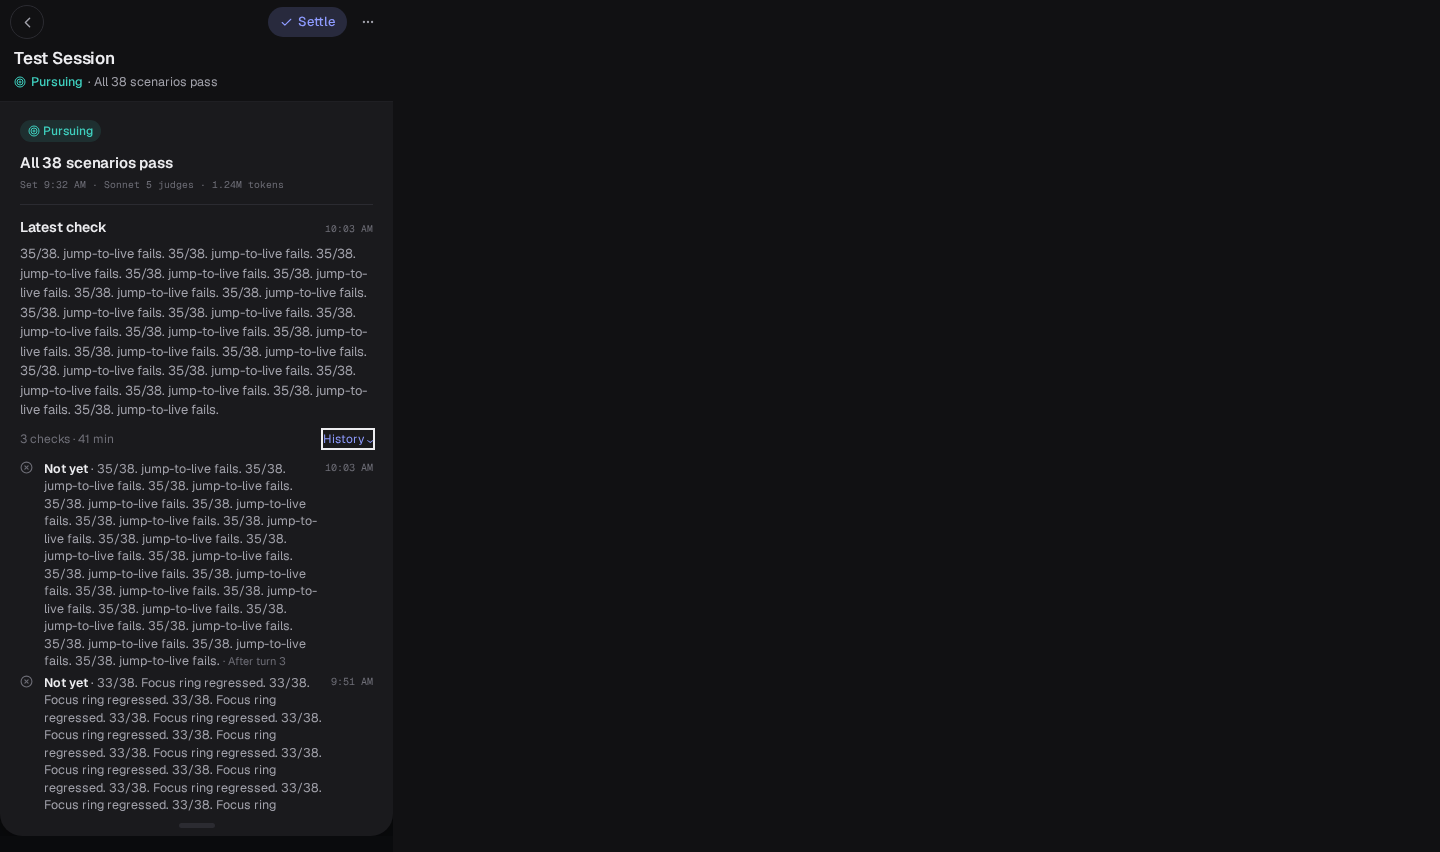 Settle
Test Session
Pursuing · All 38 scenarios pass
Pursuing
All 38 scenarios pass
Set 9:32 AM · Sonnet 5 judges · 1.24M tokens
Latest check 10:03 AM
35/38. jump-to-live fails. 35/38. jump-to-live fails. 35/38.
jump-to-live fails. 35/38. jump-to-live fails. 35/38. jump-to-
live fails. 35/38. jump-to-live fails. 35/38. jump-to-live fails.
35/38. jump-to-live fails. 35/38. jump-to-live fails. 35/38.
jump-to-live fails. 35/38. jump-to-live fails. 35/38. jump-to-
live fails. 35/38. jump-to-live fails. 35/38. jump-to-live fails.
35/38. jump-to-live fails. 35/38. jump-to-live fails. 35/38.
jump-to-live fails. 35/38. jump-to-live fails. 35/38. jump-to-
live fails. 35/38. jump-to-live fails.
3 checks · 41 min History
Not yet · 35/38. jump-to-live fails. 35/38. 10:03 AM
jump-to-live fails. 35/38. jump-to-live fails.
35/38. jump-to-live fails. 35/38. jump-to-live
fails. 35/38. jump-to-live fails. 35/38. jump-to-
live fails. 35/38. jump-to-live fails. 35/38.
jump-to-live fails. 35/38. jump-to-live fails.
35/38. jump-to-live fails. 35/38. jump-to-live
fails. 35/38. jump-to-live fails. 35/38. jump-to-
live fails. 35/38. jump-to-live fails. 35/38.
jump-to-live fails. 35/38. jump-to-live fails.
35/38. jump-to-live fails. 35/38. jump-to-live
fails. 35/38. jump-to-live fails. · After turn 3
Not yet · 33/38. Focus ring regressed. 33/38. 9:51 AM
Focus ring regressed. 33/38. Focus ring
regressed. 33/38. Focus ring regressed. 33/38.
Focus ring regressed. 33/38. Focus ring
regressed. 33/38. Focus ring regressed. 33/38.
Focus ring regressed. 33/38. Focus ring
regressed. 33/38. Focus ring regressed. 33/38.
Focus ring regressed. 33/38. Focus ring